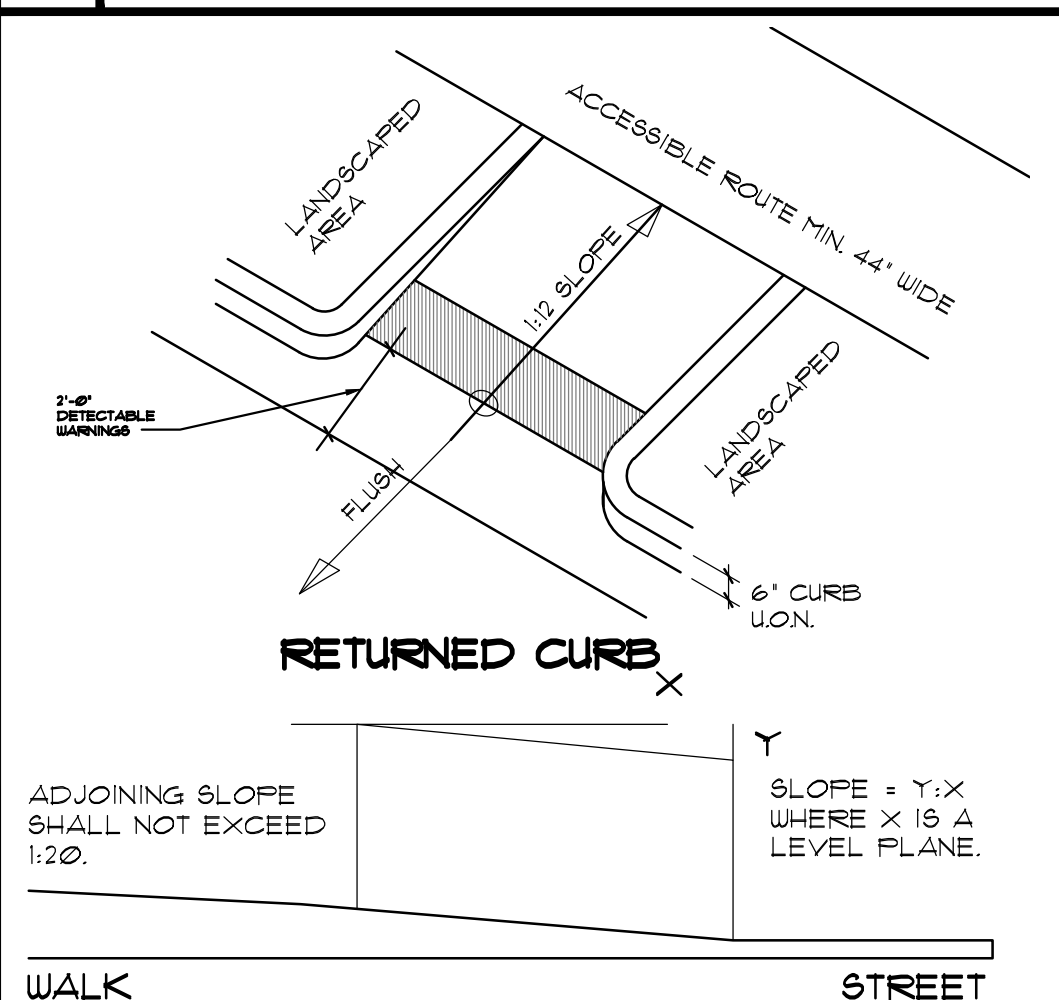 ACCESSIBLE ROUTE MIN. 44" WIDE
LANDSCAPED
AREA
1:12 SLOPE
LANDSCAPED
AREA
2'-0"
DETECTABLE
WARNINGS
FLUSH
6" CURB
U.O.N.
RETURNED CURB
X
Y
ADJOINING SLOPE
SHALL NOT EXCEED
1:20.
SLOPE = Y:X
WHERE X IS A
LEVEL PLANE.
WALK
STREET